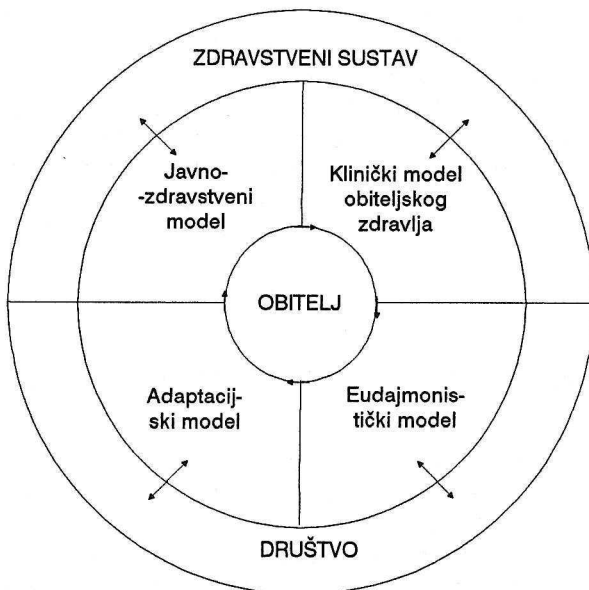 ZDRAVSTVENI SUSTAV
Javno-
-zdravstveni
model
Klinički model
obiteljskog
zdravlja
OBITELJ
Adaptacij-
ski model
Eudajmonis-
tički model
DRUŠTVO